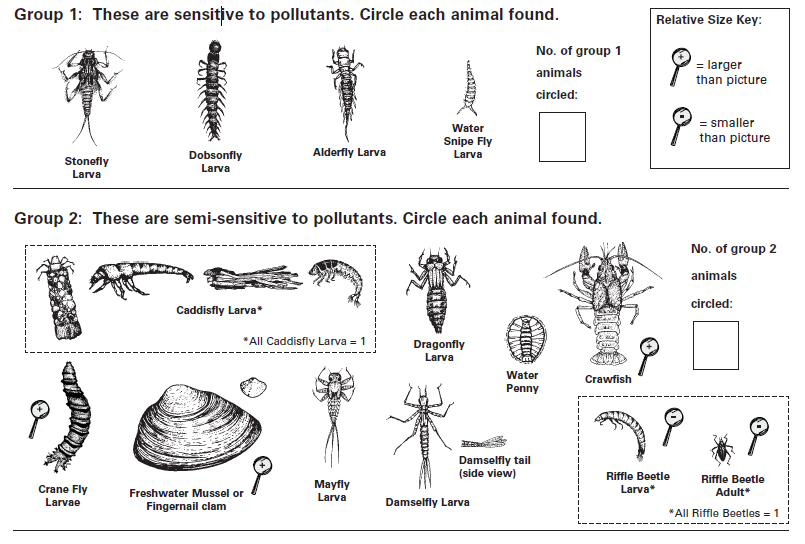 Group 1: These are sensitive to pollutants. Circle each animal found.
Relative Size Key:
+
= larger
than picture
-
= smaller
than picture
No. of group 1
animals
circled:
Stonefly
Larva
Dobsonfly
Larva
Alderfly Larva
Water
Snipe Fly
Larva
Group 2: These are semi-sensitive to pollutants. Circle each animal found.
No. of group 2
animals
circled:
Caddisfly Larva*
*All Caddisfly Larva = 1
Dragonfly
Larva
Water
Penny
Crawfish
+
+
Crane Fly
Larvae
Freshwater Mussel or
Fingernail clam
+
Mayfly
Larva
Damselfly tail
(side view)
Damselfly Larva
-
Riffle Beetle
Larva*
-
Riffle Beetle
Adult*
*All Riffle Beetles = 1